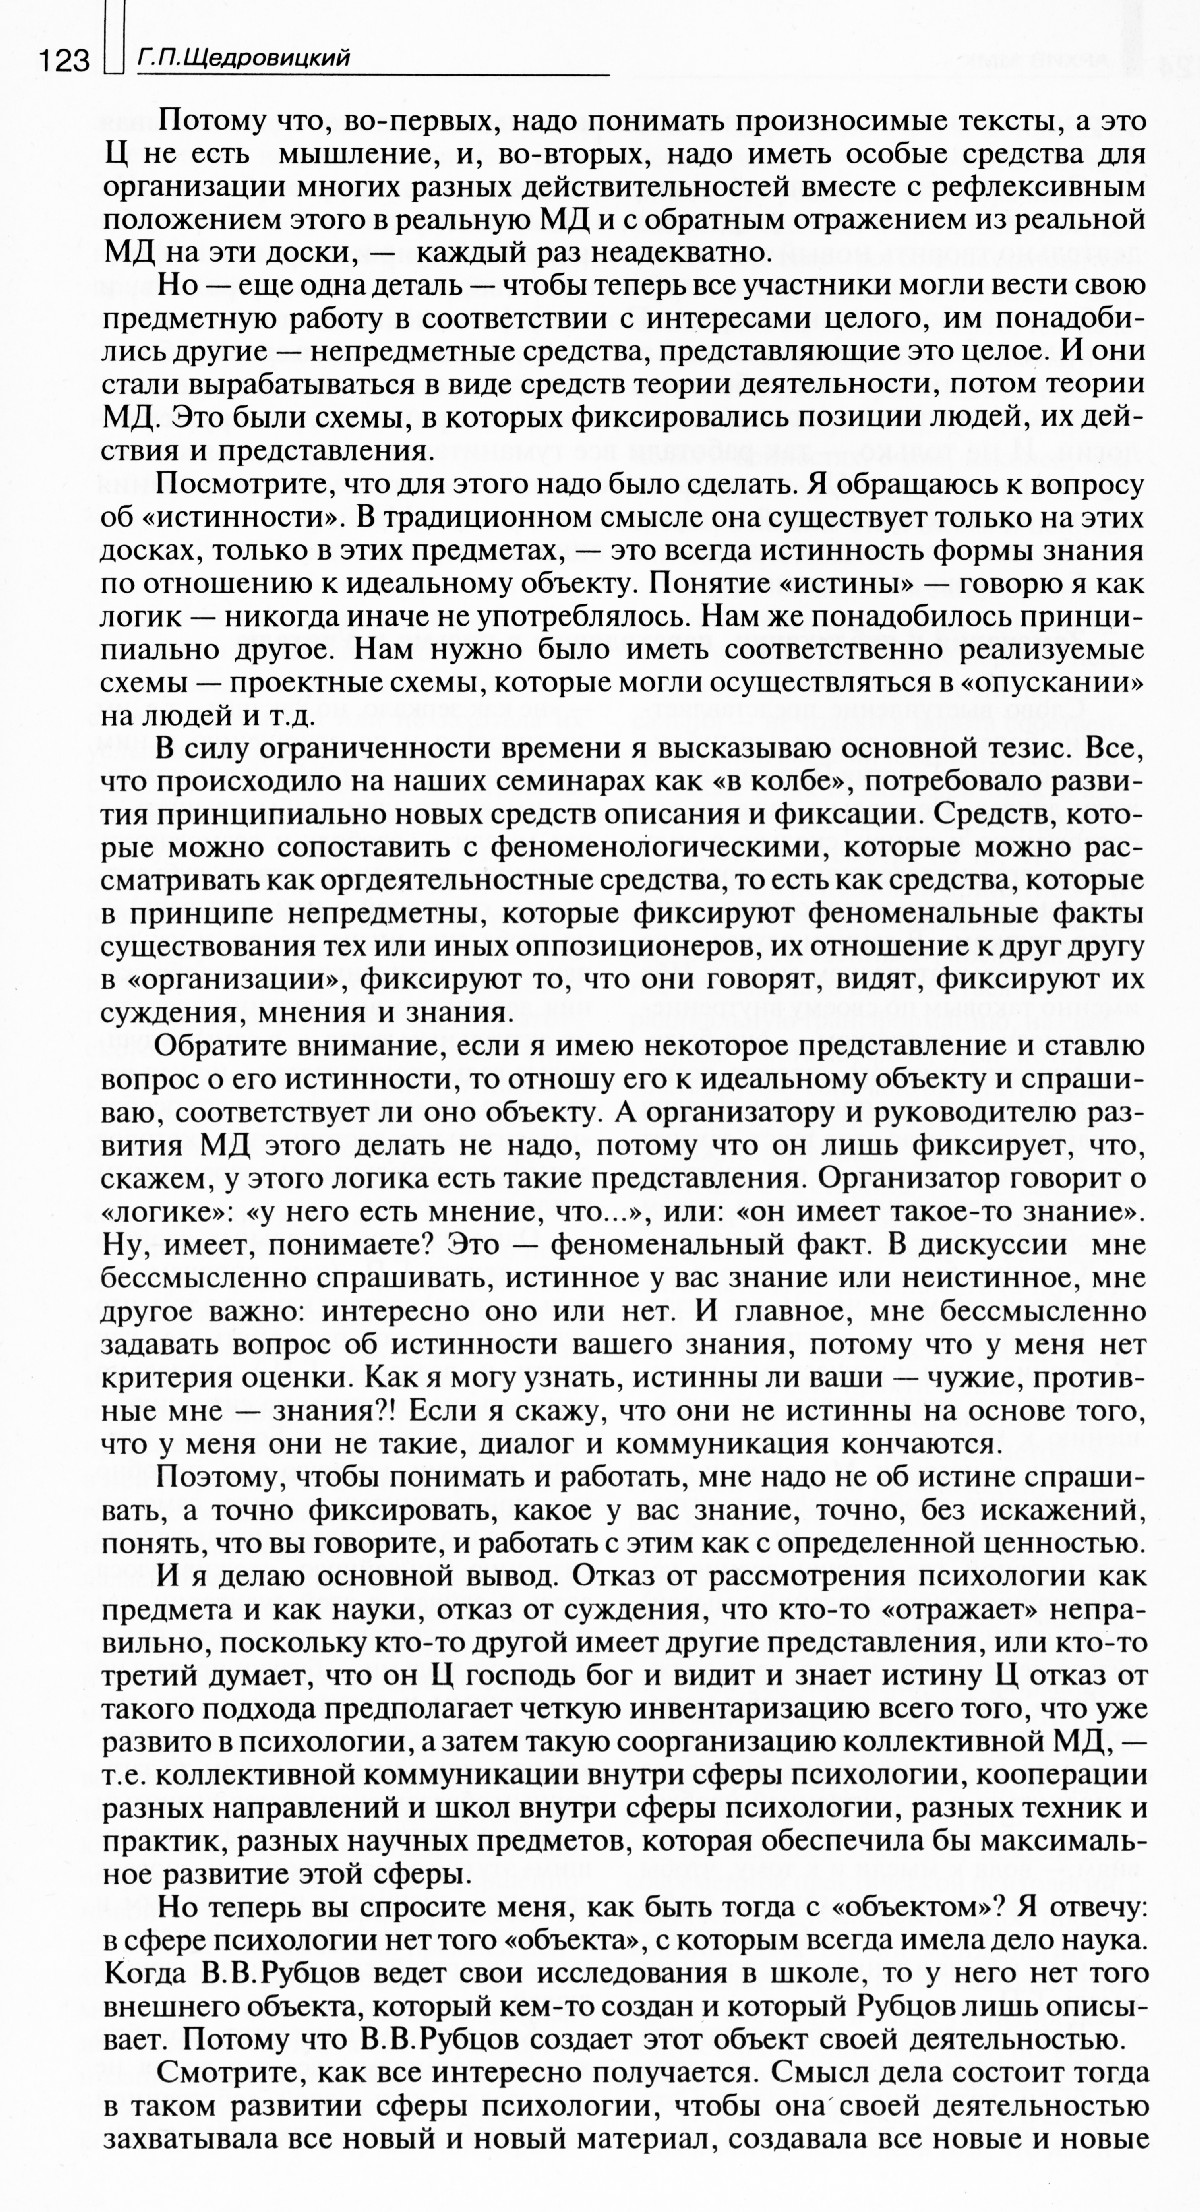 123 Г.П.Щедровицкий
Потому что, во-первых, надо понимать произносимые тексты, а это
Ц не есть мышление, и, во-вторых, надо иметь особые средства для
организации многих разных действительностей вместе с рефлексивным
положением этого в реальную МД и с обратным отражением из реальной
МД на эти доски, — каждый раз неадекватно.
Но — еще одна деталь — чтобы теперь все участники могли вести свою
предметную работу в соответствии с интересами целого, им понадоби-
лись другие — непредметные средства, представляющие это целое. И они
стали вырабатываться в виде средств теории деятельности, потом теории
МД. Это были схемы, в которых фиксировались позиции людей, их дей-
ствия и представления.
Посмотрите, что для этого надо было сделать. Я обращаюсь к вопросу
об «истинности». В традиционном смысле она существует только на этих
досках, только в этих предметах, — это всегда истинность формы знания
по отношению к идеальному объекту. Понятие «истины» — говорю я как
логик — никогда иначе не употреблялось. Нам же понадобилось принци-
пиально другое. Нам нужно было иметь соответственно реализуемые
схемы — проектные схемы, которые могли осуществляться в «опускании»
на людей и т.д.
В силу ограниченности времени я высказываю основной тезис. Все,
что происходило на наших семинарах как «в колбе», потребовало разви-
тия принципиально новых средств описания и фиксации. Средств, кото-
рые можно сопоставить с феноменологическими, которые можно рас-
сматривать как оргдеятельностные средства, то есть как средства, которые
в принципе непредметны, которые фиксируют феноменальные факты
существования тех или иных оппозиционеров, их отношение к друг другу
в «организации», фиксируют то, что они говорят, видят, фиксируют их
суждения, мнения и знания.
Обратите внимание, если я имею некоторое представление и ставлю
вопрос о его истинности, то отношу его к идеальному объекту и спраши-
ваю, соответствует ли оно объекту. А организатору и руководителю раз-
вития МД этого делать не надо, потому что он лишь фиксирует, что,
скажем, у этого логика есть такие представления. Организатор говорит о
«логике»: «у него есть мнение, что...», или: «он имеет такое-то знание».
Ну, имеет, понимаете? Это — феноменальный факт. В дискуссии мне
бессмысленно спрашивать, истинное у вас знание или неистинное, мне
другое важно: интересно оно или нет. И главное, мне бессмысленно
задавать вопрос об истинности вашего знания, потому что у меня нет
критерия оценки. Как я могу узнать, истинны ли ваши — чужие, против-
ные мне — знания?! Если я скажу, что они не истинны на основе того,
что у меня они не такие, диалог и коммуникация кончаются.
Поэтому, чтобы понимать и работать, мне надо не об истине спраши-
вать, а точно фиксировать, какое у вас знание, точно, без искажений,
понять, что вы говорите, и работать с этим как с определенной ценностью.
И я делаю основной вывод. Отказ от рассмотрения психологии как
предмета и как науки, отказ от суждения, что кто-то «отражает» непра-
вильно, поскольку кто-то другой имеет другие представления, или кто-то
третий думает, что он Ц господь бог и видит и знает истину Ц отказ от
такого подхода предполагает четкую инвентаризацию всего того, что уже
развито в психологии, а затем такую соорганизацию коллективной МД, —
т.е. коллективной коммуникации внутри сферы психологии, кооперации
разных направлений и школ внутри сферы психологии, разных техник и
практик, разных научных предметов, которая обеспечила бы максималь-
ное развитие этой сферы.
Но теперь вы спросите меня, как быть тогда с «объектом»? Я отвечу:
в сфере психологии нет того «объекта», с которым всегда имела дело наука.
Когда В.В.Рубцов ведет свои исследования в школе, то у него нет того
внешнего объекта, который кем-то создан и который Рубцов лишь описы-
вает. Потому что В.В.Рубцов создает этот объект своей деятельностью.
Смотрите, как все интересно получается. Смысл дела состоит тогда
в таком развитии сферы психологии, чтобы она своей деятельностью
захватывала все новый и новый материал, создавала все новые и новые